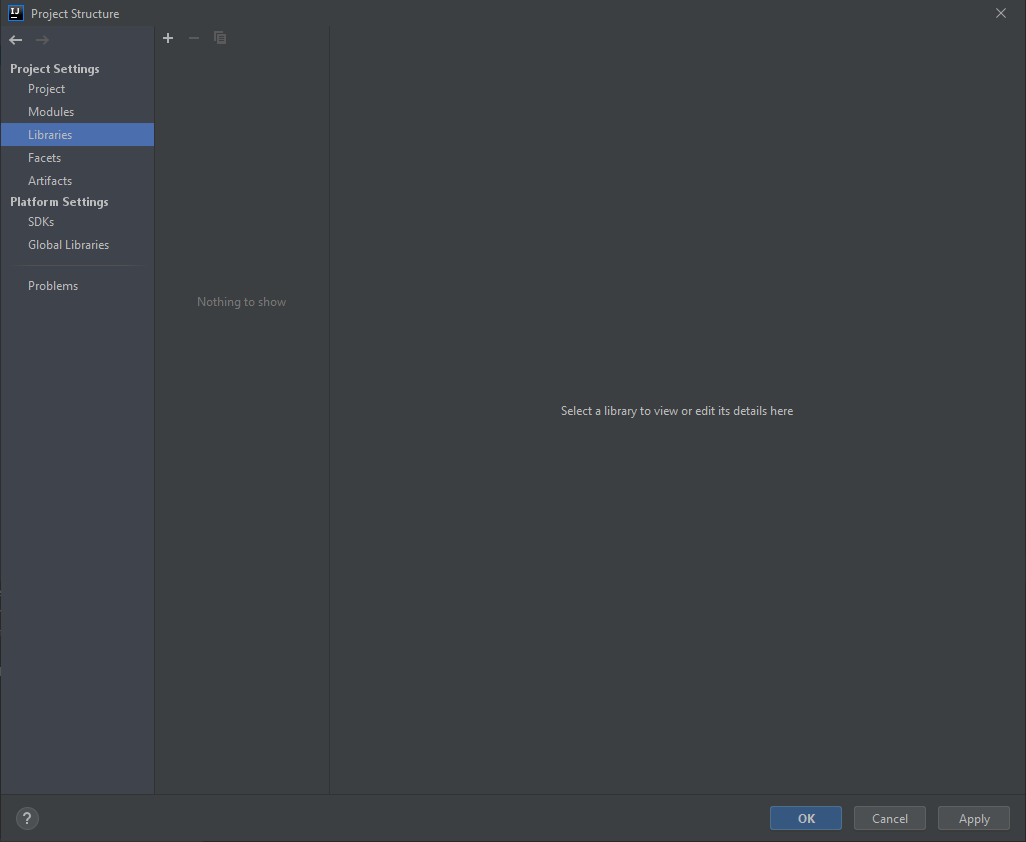 IJ
Project Structure
Project Settings
Project
Modules
Libraries
Facets
Artifacts
Platform Settings
SDKs
Global Libraries
Problems
Nothing to show
Select a library to view or edit its details here
?
OK
Cancel
Apply